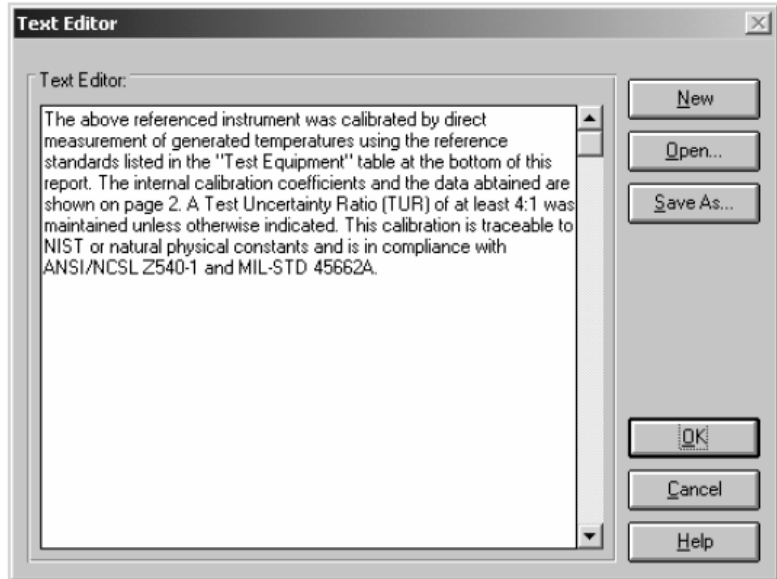 Text Editor
Text Editor:
The above referenced instrument was calibrated by direct
measurement of generated temperatures using the reference
standards listed in the "Test Equipment" table at the bottom of this
report. The internal calibration coefficients and the data abtained are
shown on page 2. A Test Uncertainty Ratio (TUR) of at least 4:1 was
maintained unless otherwise indicated. This calibration is traceable to
NIST or natural physical constants and is in compliance with
ANSI/NCSL Z540-1 and MIL-STD 45662A.
New
Open...
Save As...
OK
Cancel
Help